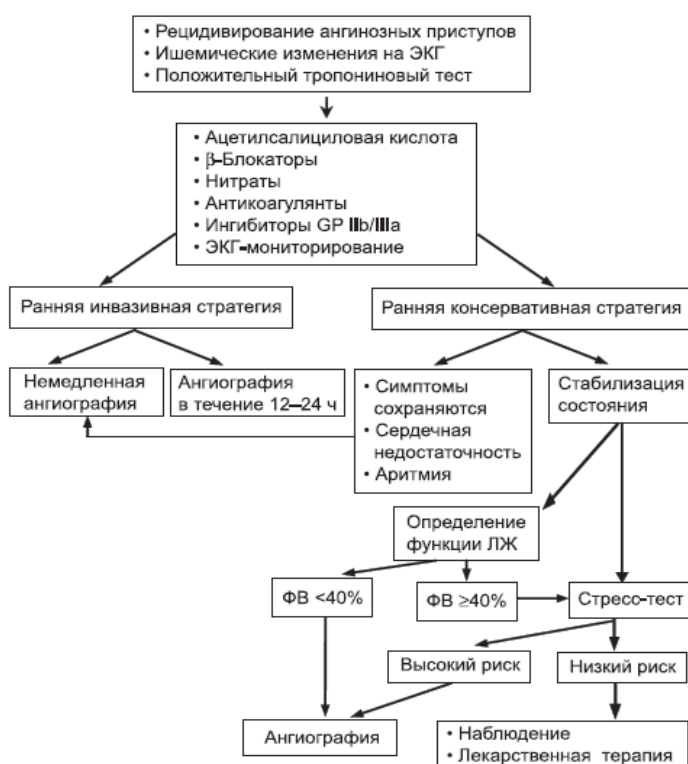 • Рецидивирование ангинозных приступов
• Ишемические изменения на ЭКГ
• Положительный тропониновый тест
• Ацетилсалициловая кислота
• β-Блокаторы
• Нитраты
• Антикоагулянты
• Ингибиторы GP IIb/IIIa
• ЭКГ-мониторирование
Ранняя инвазивная стратегия
Ранняя консервативная стратегия
Немедленная
ангиография
Ангиография
в течение 12–24 ч
• Симптомы
сохраняются
• Сердечная
недостаточность
• Аритмия
Стабилизация
состояния
Определение
функции ЛЖ
ФВ <40%
ФВ ≥40%
Стресс-тест
Высокий риск
Низкий риск
Ангиография
• Наблюдение
• Лекарственная терапия